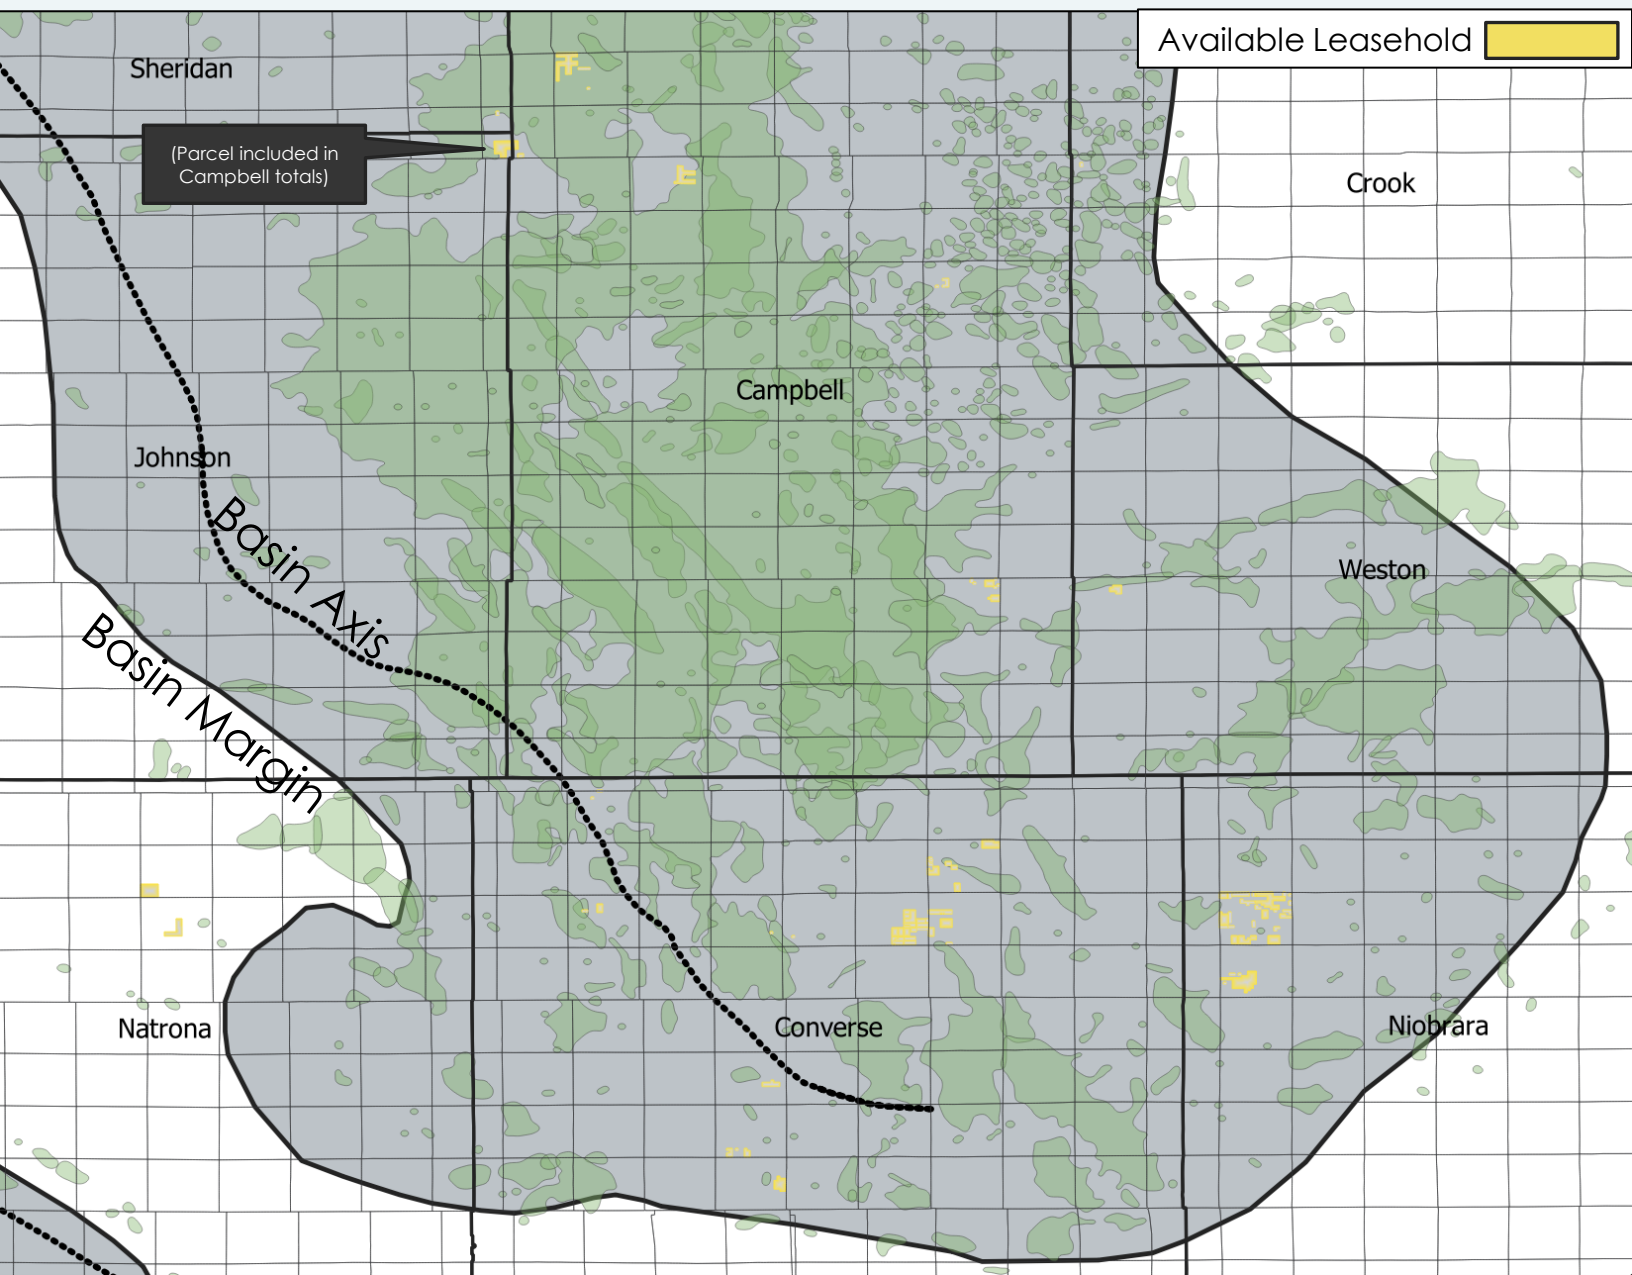 Available Leasehold
Sheridan
(Parcel included in
Campbell totals)
Crook
Campbell
Johnson
Basin Axis
Weston
Basin Margin
Natrona
Converse
Niobrara